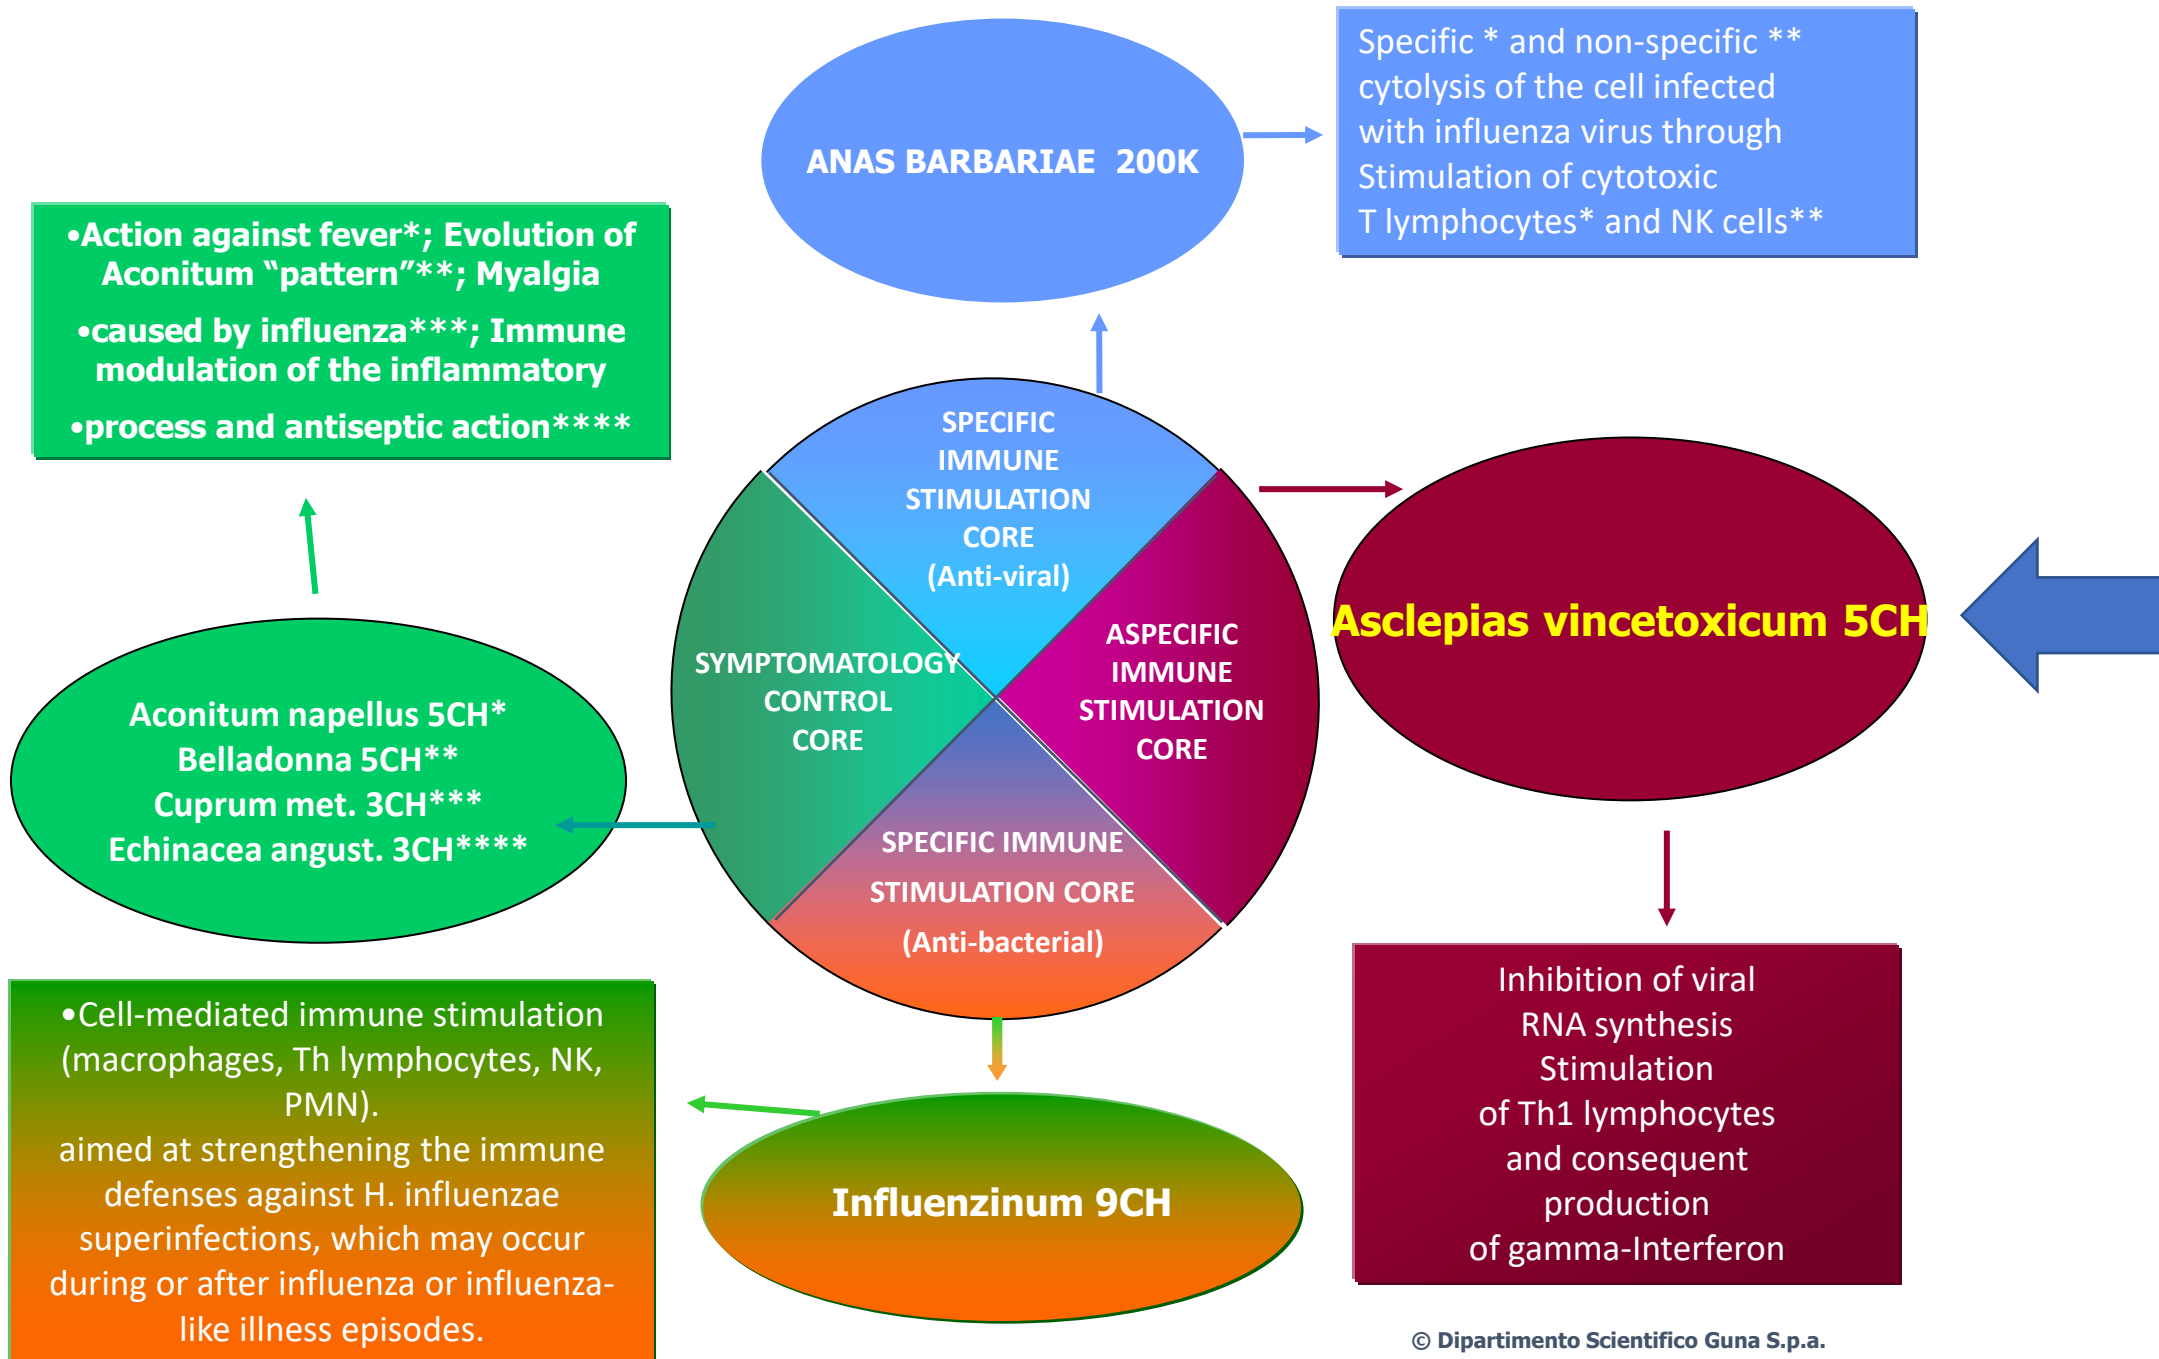 Specific * and non-specific **
cytolysis of the cell infected
with influenza virus through
Stimulation of cytotoxic
T lymphocytes* and NK cells**
ANAS BARBARIAE  200K
•Action against fever*; Evolution of
Aconitum “pattern”**; Myalgia
•caused by influenza***; Immune
modulation of the inflammatory
•process and antiseptic action****
SPECIFIC
IMMUNE
STIMULATION
CORE
(Anti-viral)
Asclepias vincetoxicum 5CH
ASPECIFIC
IMMUNE
STIMULATION
CORE
SYMPTOMATOLOGY
CONTROL
CORE
Aconitum napellus 5CH*
Belladonna 5CH**
Cuprum met. 3CH***
Echinacea angust. 3CH****
SPECIFIC IMMUNE
STIMULATION CORE
(Anti-bacterial)
Inhibition of viral
RNA synthesis
Stimulation
of Th1 lymphocytes
and consequent
production
of gamma-Interferon
•Cell-mediated immune stimulation
(macrophages, Th lymphocytes, NK,
PMN).
aimed at strengthening the immune
defenses against H. influenzae
superinfections, which may occur
during or after influenza or influenza-
like illness episodes.
Influenzinum 9CH
© Dipartimento Scientifico Guna S.p.a.